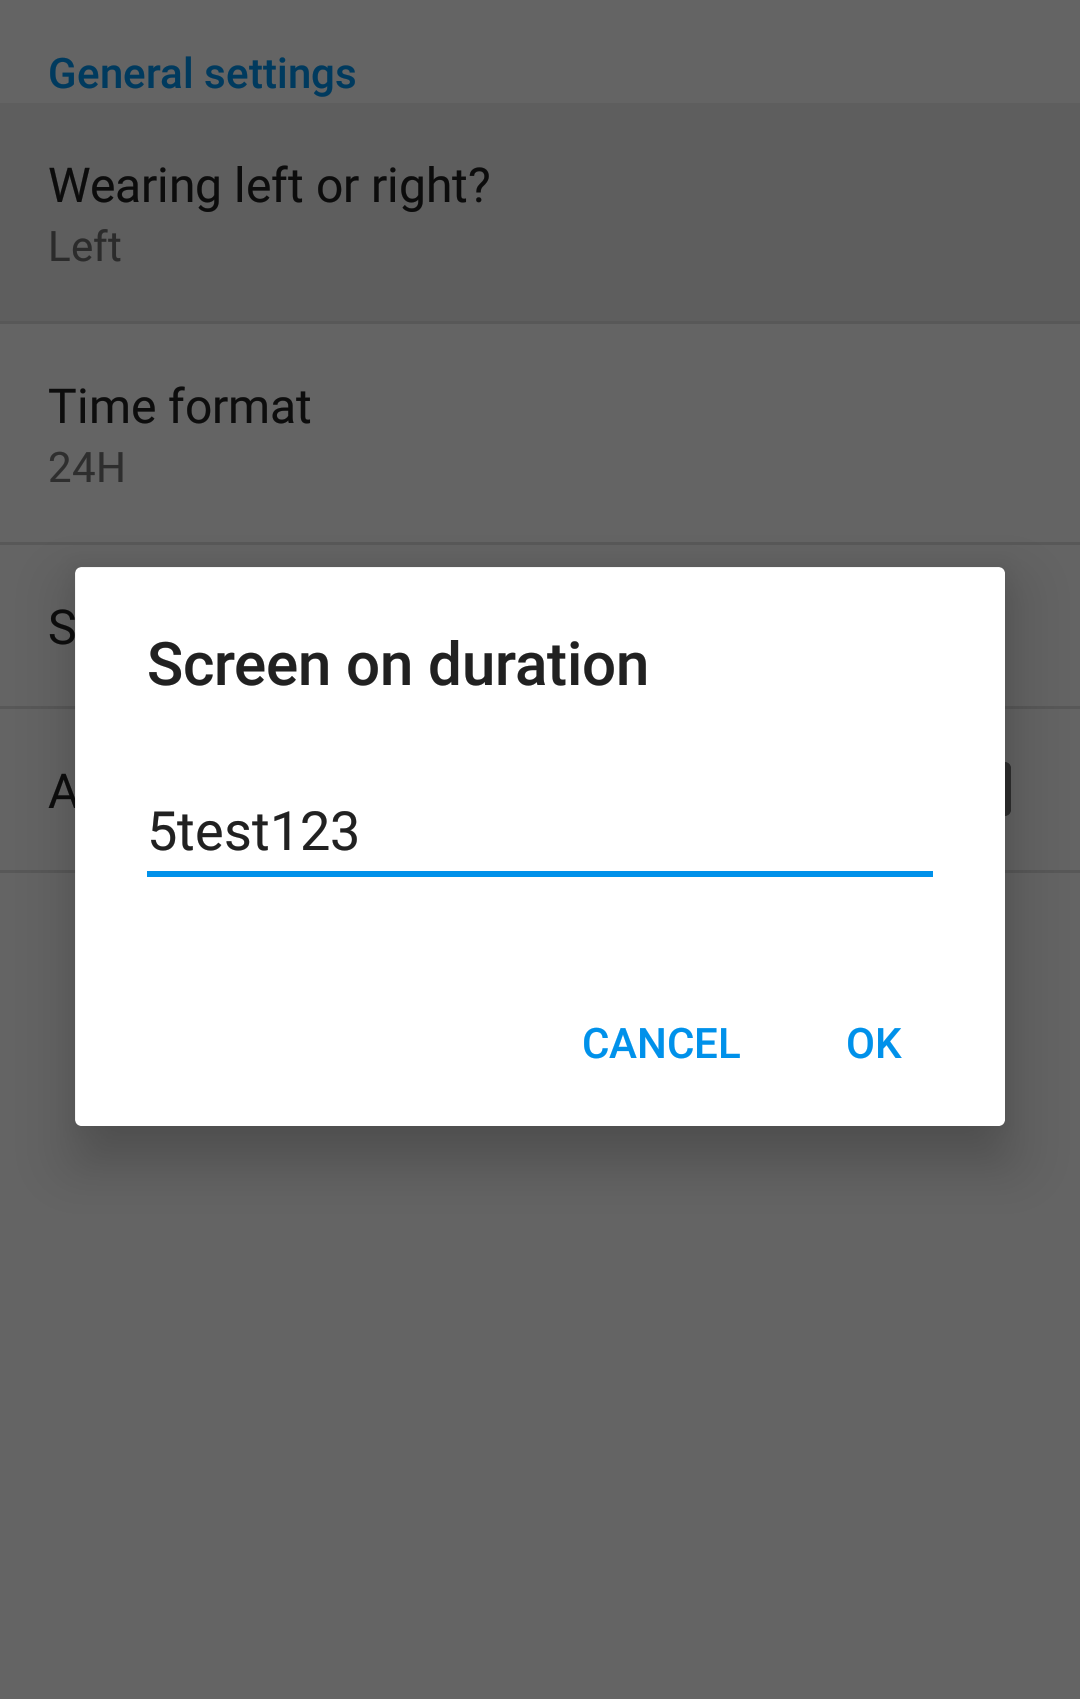 General settings
Wearing left or right?
Left
Time format
24H
S
Screen on duration
A
5test123
CANCEL
OK